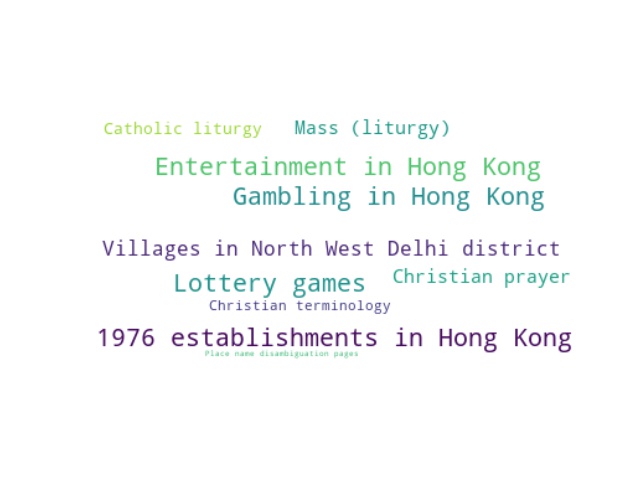 Catholic liturgy
Mass (liturgy)
Entertainment in Hong Kong
Gambling in Hong Kong
Villages in North West Delhi district
Lottery games
Christian prayer
Christian terminology
1976 establishments in Hong Kong
Place name disambiguation pages